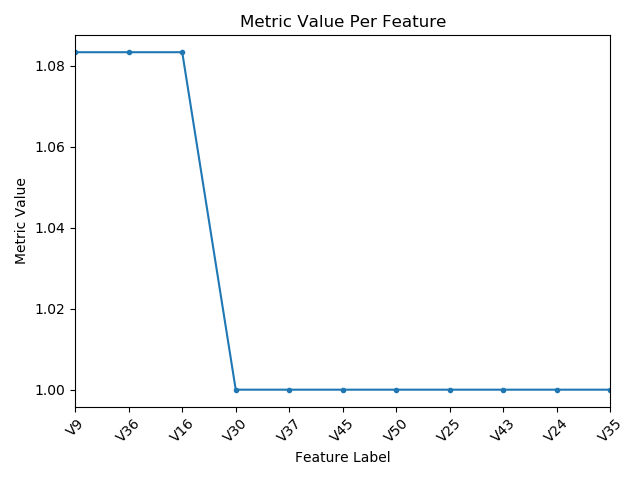 Metric Value Per Feature
1.08
1.06
1.04
1.02
1.00
Metric Value
V9 V36 V16 V30 V37 V45 V50 V25 V43 V24 V35
Feature Label